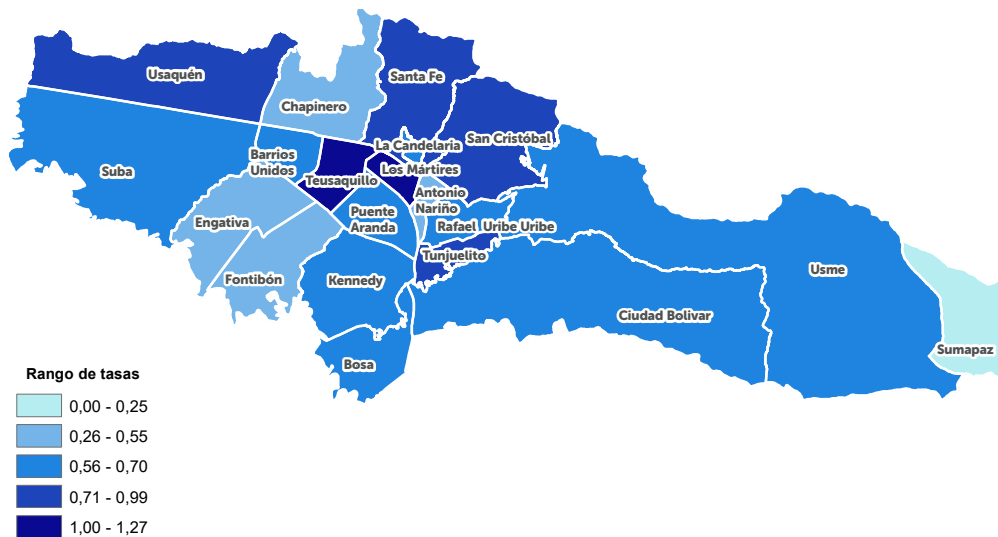 Usaquén
Santa Fe
Chapinero
San Cristóbal
La Candelaria
Barrios
Unidos
Los Mártires
Suba
Teusaquillo
Antonio
Nariño
Puente
Aranda
Engativa
Rafael Uribe Uribe
Tunjuelito
Usme
Fontibón
Kennedy
Ciudad Bolivar
Sumapaz
Bosa
Rango de tasas
0,00 - 0,25
0,26 - 0,55
0,56 - 0,70
0,71 - 0,99
1,00 - 1,27